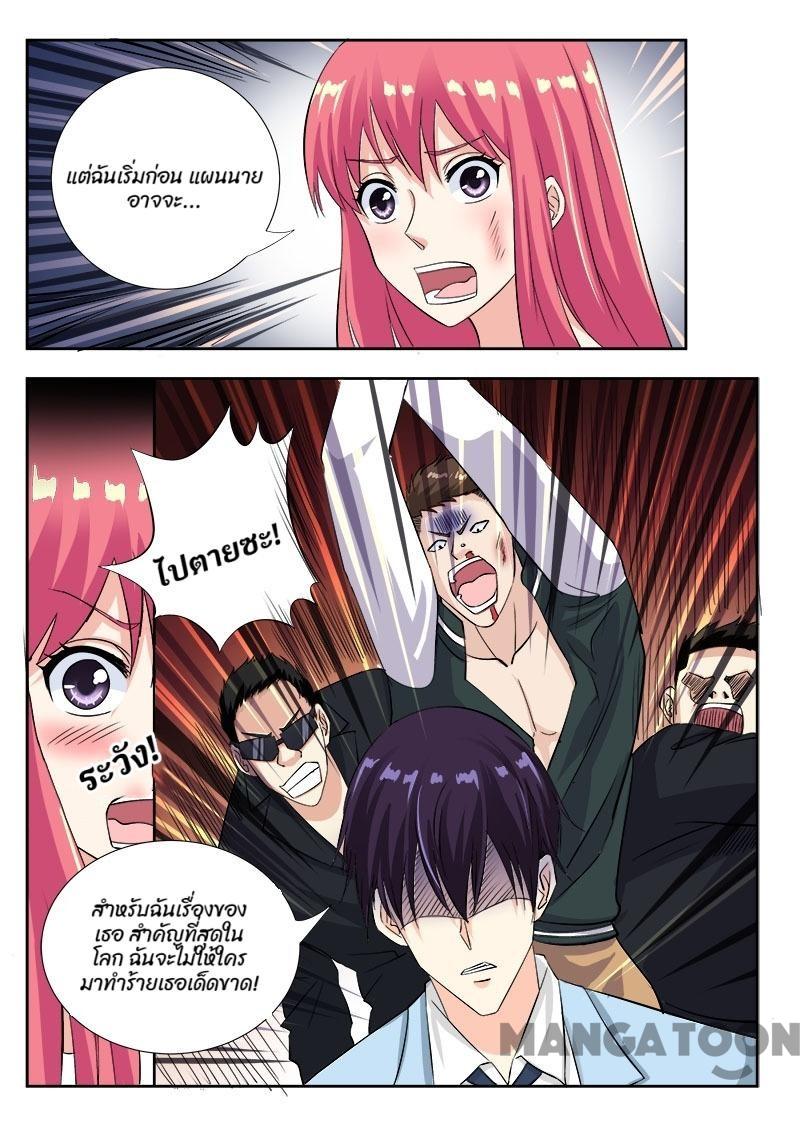 แต่ฉันเริ่มก่อน แผนนาย
อาจจะ...
ไปตายซะ!
ระวัง!
สำหรับฉันเรื่องของ
เธอ สำคัญที่สุดใน
โลก ฉันจะไม่ให้ใคร
มาทำร้ายเธอเด็ดขาด!
MANGATOON